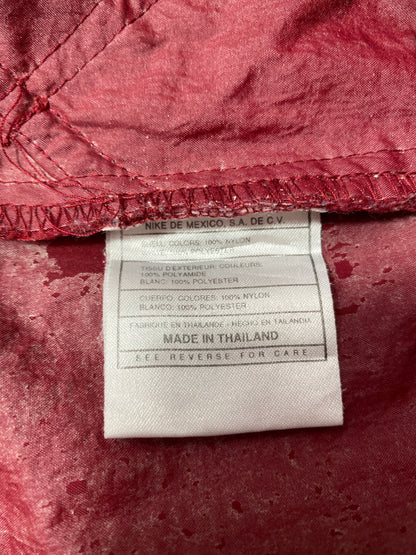 NIKE DE MEXICO, S.A. DE C.V.
SHELL: COLORS: 100% NYLON
POLYESTER
TISSU D'EXTERIEUR: COULEURS:
100% POLYAMIDE
BLANC: 100% POLYESTER
CUERPO: COLORES: 100% NYLON
BLANCO: 100% POLYESTER
FABRIQUE EN THAILANDE - HECHO EN TAILANDIA
MADE IN THAILAND
SEE REVERSE FOR CARE